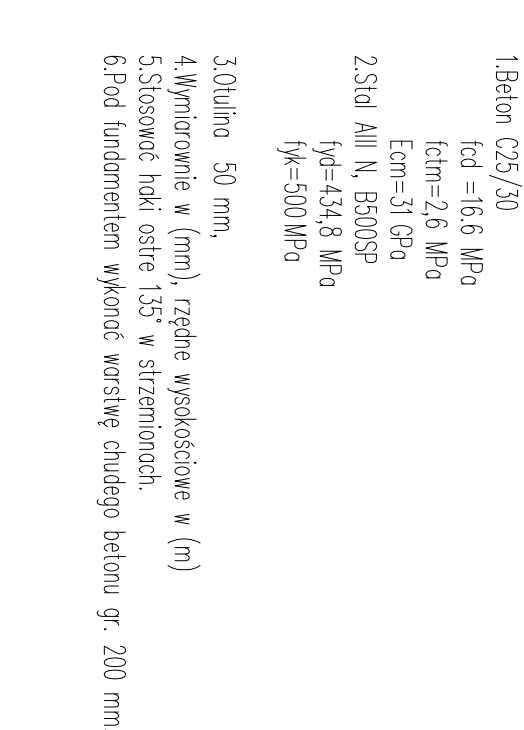 1.Beton C25/30
fcd =16.6 MPa
fctm=2,6 MPa
Ecm=31 GPa
2.Stal AIII N, B500SP
fyd=434,8 MPa
fyk=500 MPa
3.Otulina 50 mm,
4.Wymiarownie w (mm), rzędne wysokościowe w (m)
5.Stosować haki ostre 135° w strzemionach.
6.Pod fundamentem wykonać warstwę chudego betonu gr. 200 mm.